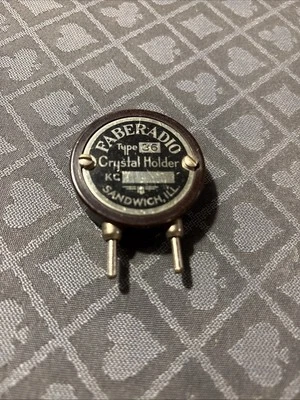 FABERADIO
Type 36
Crystal Holder
KC
SANDWICH, ILL.